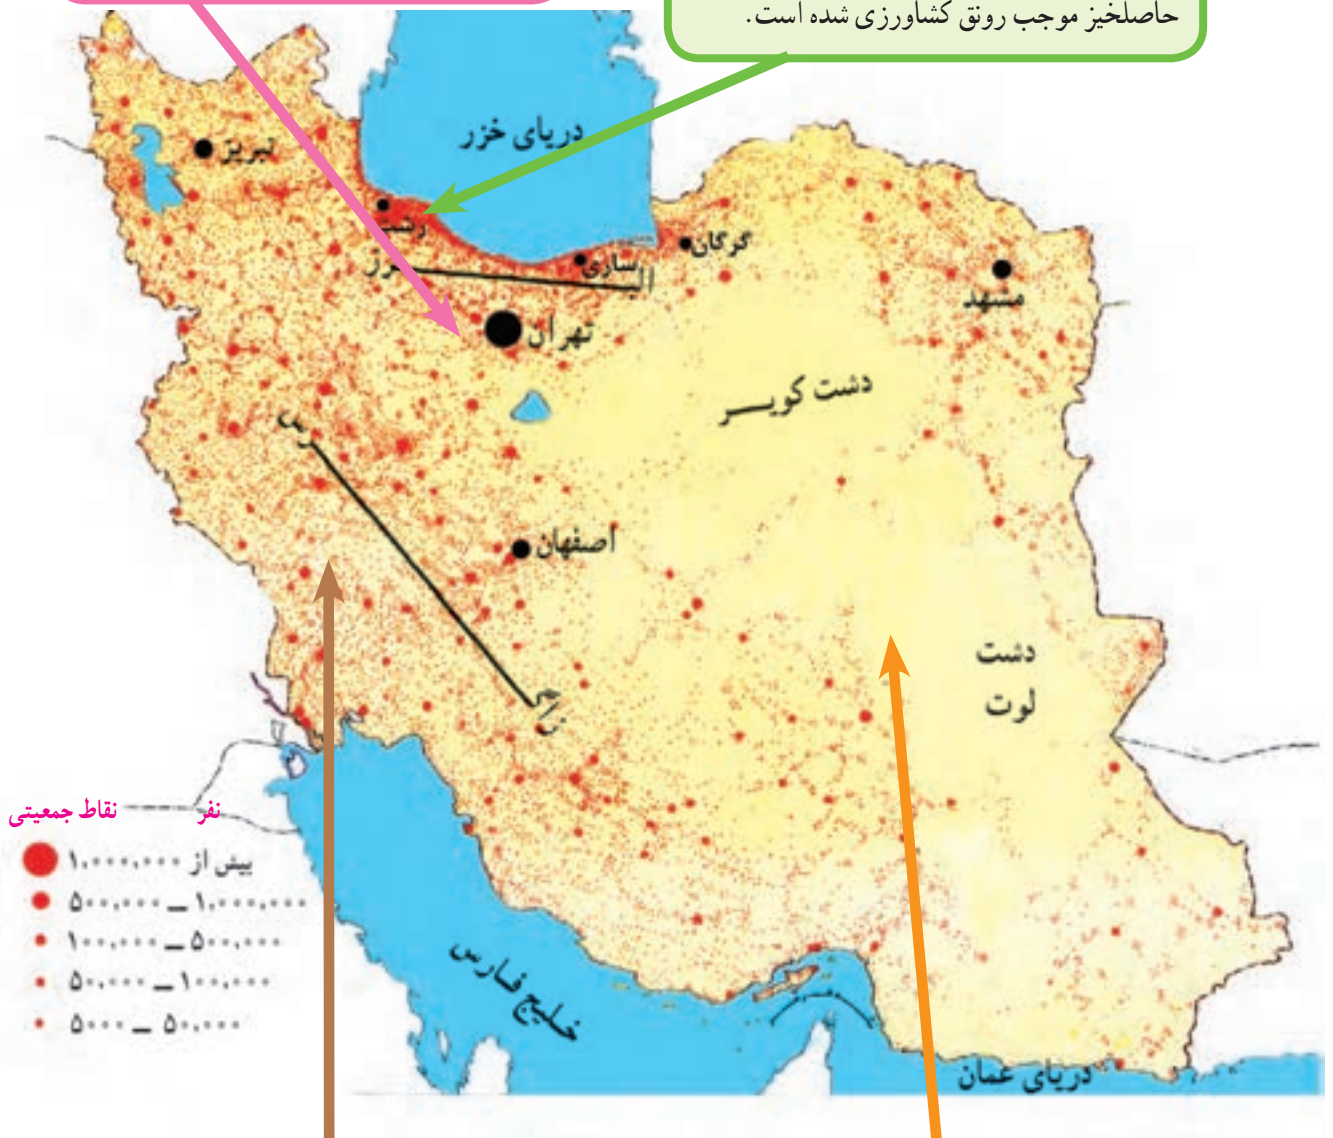 حاصلخیز موجب رونق کشاورزی شده است.
دریای خزر
تبریز
رشت
ساری
گرگان
البرز
مشهد
تهران
دشت کویر
زاگرس
اصفهان
دشت
لوت
نقاط جمعیتی نفر
بیش از ۱،۰۰۰،۰۰۰
۵۰۰،۰۰۰ – ۱،۰۰۰،۰۰۰
۱۰۰،۰۰۰ – ۵۰۰،۰۰۰
۵۰،۰۰۰ – ۱۰۰،۰۰۰
۵۰۰۰ – ۵۰،۰۰۰
خلیج فارس
دریای عمان